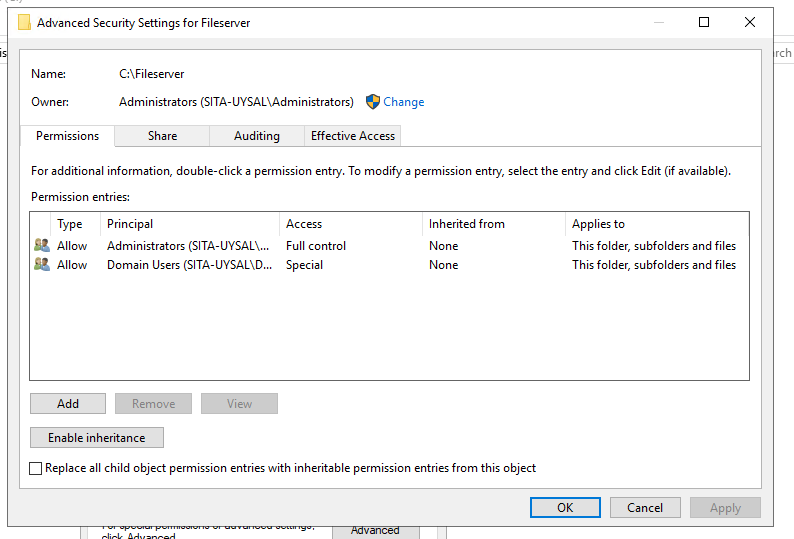 Advanced Security Settings for Fileserver
Name: C:\Fileserver
Owner: Administrators (SITA-UYSAL\Administrators) Change
Permissions Share Auditing Effective Access
For additional information, double-click a permission entry. To modify a permission entry, select the entry and click Edit (if available).
Permission entries:
Type Principal Access Inherited from Applies to
Allow Administrators (SITA-UYSAL\... Full control None This folder, subfolders and files
Allow Domain Users (SITA-UYSAL\D... Special None This folder, subfolders and files
Add Remove View
Enable inheritance
Replace all child object permission entries with inheritable permission entries from this object
OK Cancel Apply
For special permissions or advanced settings,
click Advanced. Advanced